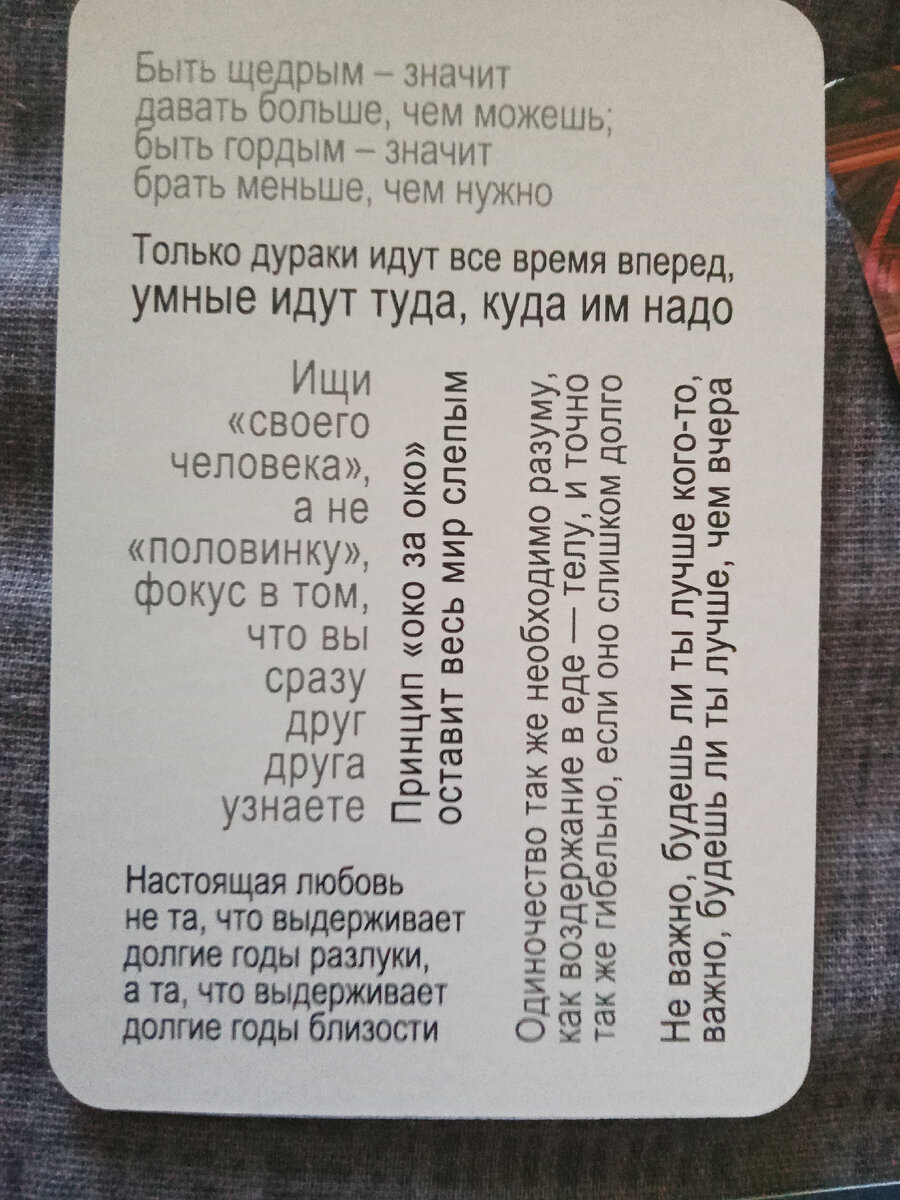 Быть щедрым – значит
давать больше, чем можешь;
быть гордым – значит
брать меньше, чем нужно
Только дураки идут все время вперед,
умные идут туда, куда им надо
Ищи
«своего
человека»,
а не
«половинку»,
фокус в том,
что вы
сразу
друг
друга
узнаете
Принцип «око за око»
оставит весь мир слепым
Одиночество так же необходимо разуму,
как воздержание в еде — телу, и точно
так же гибельно, если оно слишком долго
Не важно, будешь ли ты лучше кого-то,
важно, будешь ли ты лучше, чем вчера
Настоящая любовь
не та, что выдерживает
долгие годы разлуки,
а та, что выдерживает
долгие годы близости